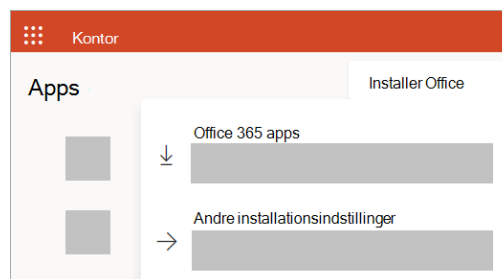 Kontor
Apps
Installer Office
Office 365 apps
Andre installationsindstillinger